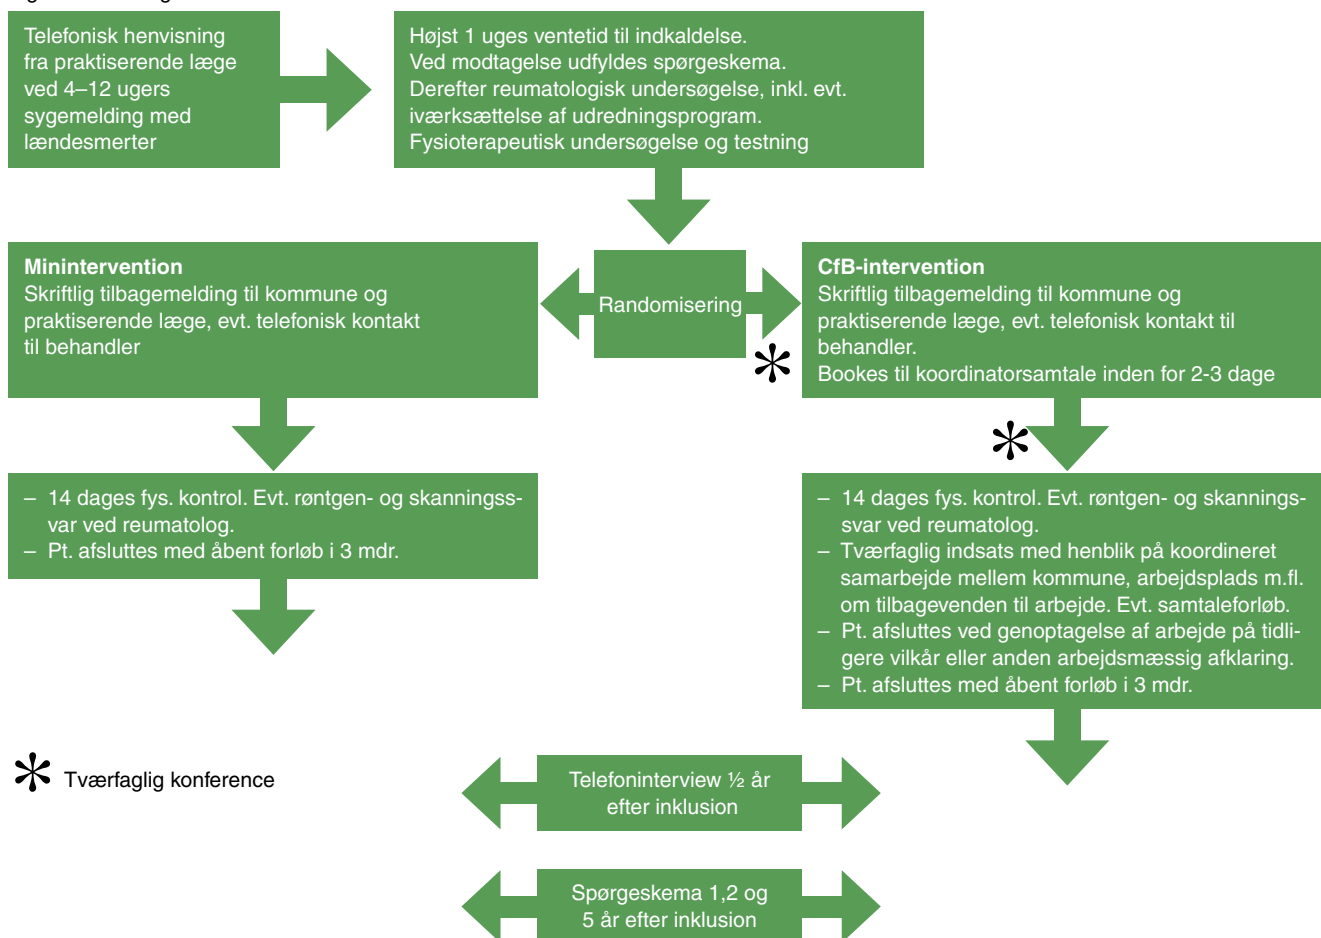 Telefonisk henvisning
fra praktiserende læge
ved 4–12 ugers
sygemelding med
lændesmerter
Højst 1 uges ventetid til indkaldelse.
Ved modtagelse udfyldes spørgeskema.
Derefter reumatologisk undersøgelse, inkl. evt.
iværksættelse af udredningsprogram.
Fysioterapeutisk undersøgelse og testning
Minintervention
Skriftlig tilbagemelding til kommune og
praktiserende læge, evt. telefonisk kontakt
til behandler
Randomisering
*
CfB-intervention
Skriftlig tilbagemelding til kommune og
praktiserende læge, evt. telefonisk kontakt til
behandler.
Bookes til koordinatorsamtale inden for 2-3 dage
*
– 14 dages fys. kontrol. Evt. røntgen- og skanningss-
var ved reumatolog.
– Pt. afsluttes med åbent forløb i 3 mdr.
– 14 dages fys. kontrol. Evt. røntgen- og skannings-
svar ved reumatolog.
– Tværfaglig indsats med henblik på koordineret
samarbejde mellem kommune, arbejdsplads m.fl.
om tilbagevenden til arbejde. Evt. samtaleforløb.
– Pt. afsluttes ved genoptagelse af arbejde på tidli-
gere vilkår eller anden arbejdsmæssig afklaring.
– Pt. afsluttes med åbent forløb i 3 mdr.
* Tværfaglig konference
Telefoninterview ½ år
efter inklusion
Spørgeskema 1,2 og
5 år efter inklusion